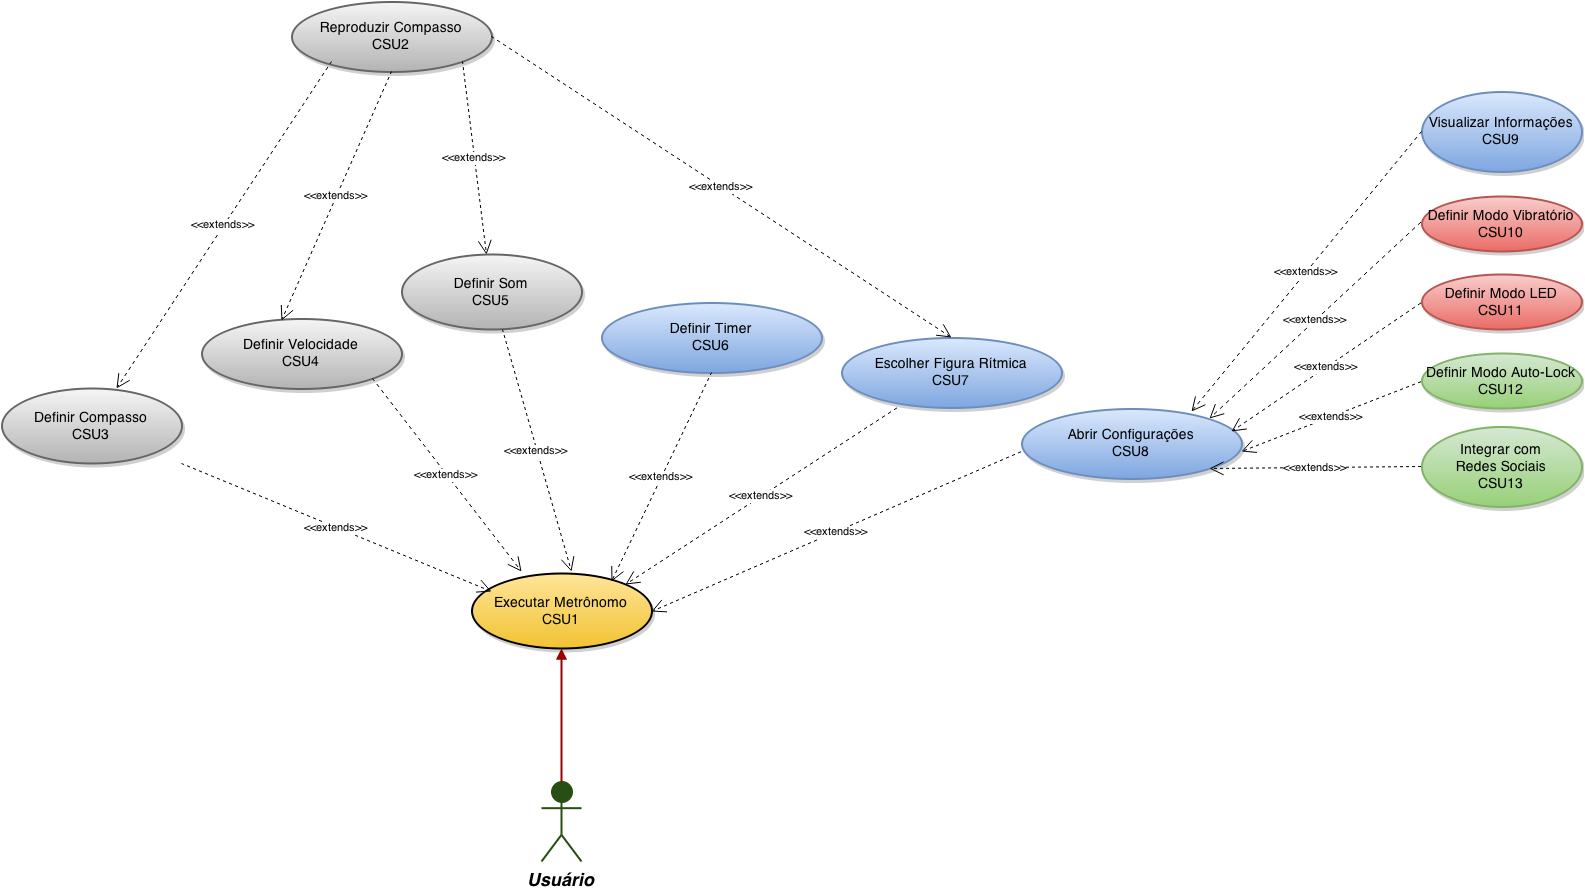 Reproduzir Compasso
CSU2
Visualizar Informações
CSU9
<<extends>>
<<extends>>
<<extends>>
<<extends>>
Definir Modo Vibratório
CSU10
<<extends>>
Definir Som
CSU5
Definir Modo LED
CSU11
<<extends>>
Definir Timer
CSU6
Definir Velocidade
CSU4
Escolher Figura Rítmica
CSU7
<<extends>>
Definir Modo Auto-Lock
CSU12
Definir Compasso
CSU3
<<extends>>
Abrir Configurações
CSU8
Integrar com
Redes Sociais
CSU13
<<extends>>
<<extends>>
<<extends>>
<<extends>>
<<extends>>
<<extends>>
<<extends>>
Executar Metrônomo
CSU1
Usuário